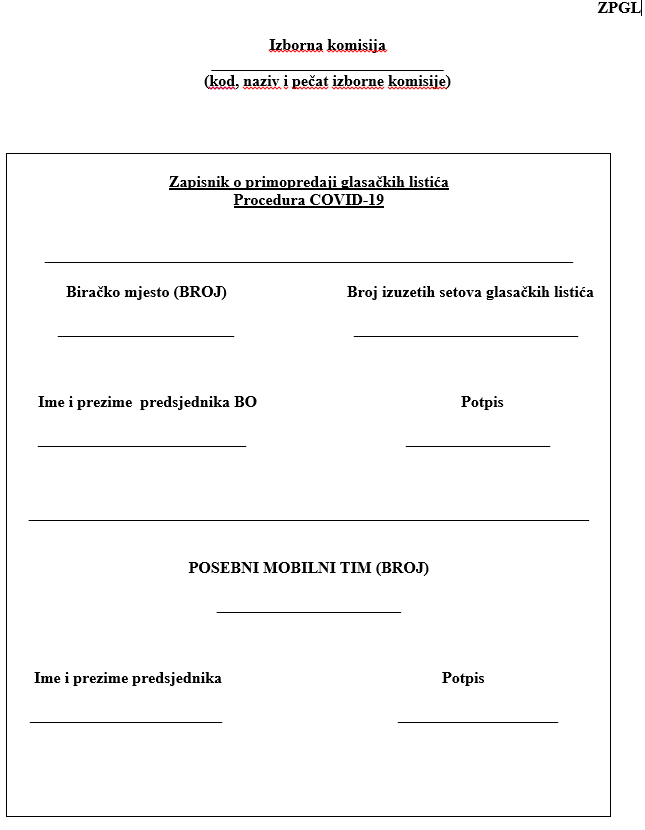 ZPGL
Izborna komisija
(kod, naziv i pečat izborne komisije)
Zapisnik o primopredaji glasačkih listića
Procedura COVID-19
Biračko mjesto (BROJ) Broj izuzetih setova glasačkih listića
Ime i prezime predsjednika BO Potpis
POSEBNI MOBILNI TIM (BROJ)
Ime i prezime predsjednika Potpis